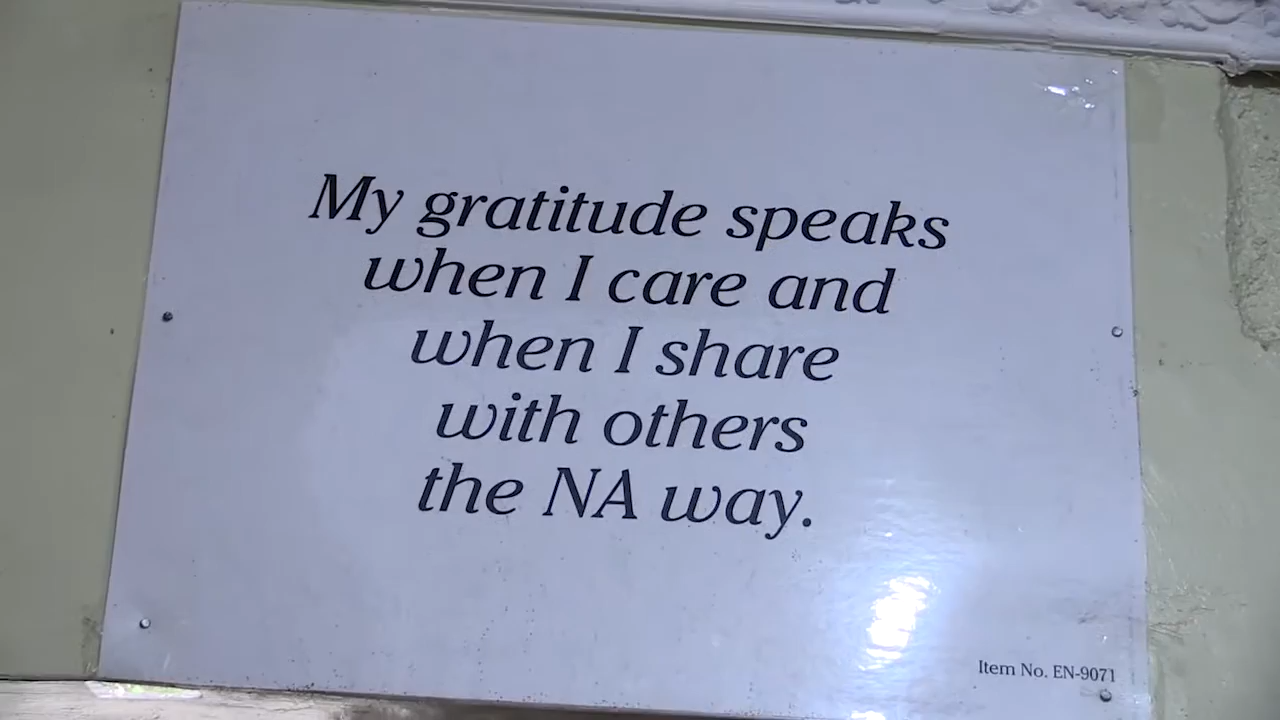 My gratitude speaks
when I care and
when I share
with others
the NA way.
Item No. EN-9071